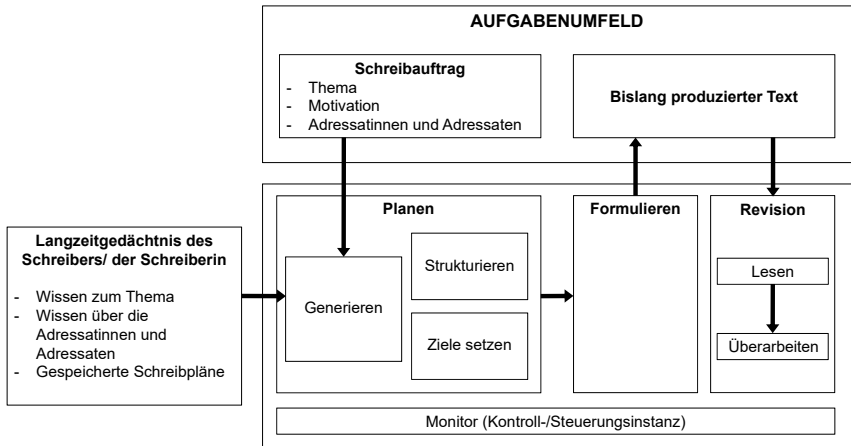 AUFGABENUMFELD
Schreibauftrag
- Thema
- Motivation
- Adressatinnen und Adressaten
Bislang produzierter Text
Langzeitgedächtnis des
Schreibers/ der Schreiberin
- Wissen zum Thema
- Wissen über die
Adressatinnen und
Adressaten
- Gespeicherte Schreibpläne
Planen
Generieren
Strukturieren
Ziele setzen
Formulieren
Revision
Lesen
Überarbeiten
Monitor (Kontroll-/Steuerungsinstanz)